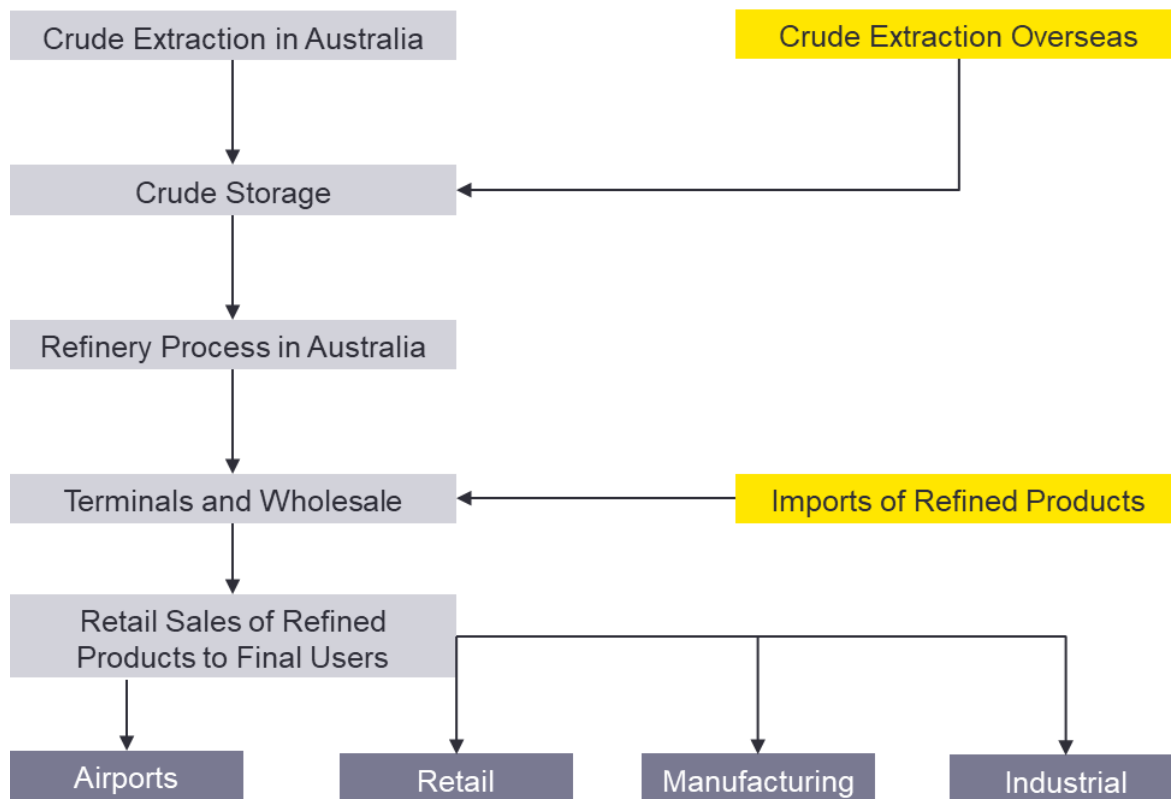 Crude Extraction in Australia
Crude Extraction Overseas
Crude Storage
Refinery Process in Australia
Terminals and Wholesale
Imports of Refined Products
Retail Sales of Refined
Products to Final Users
Airports
Retail
Manufacturing
Industrial